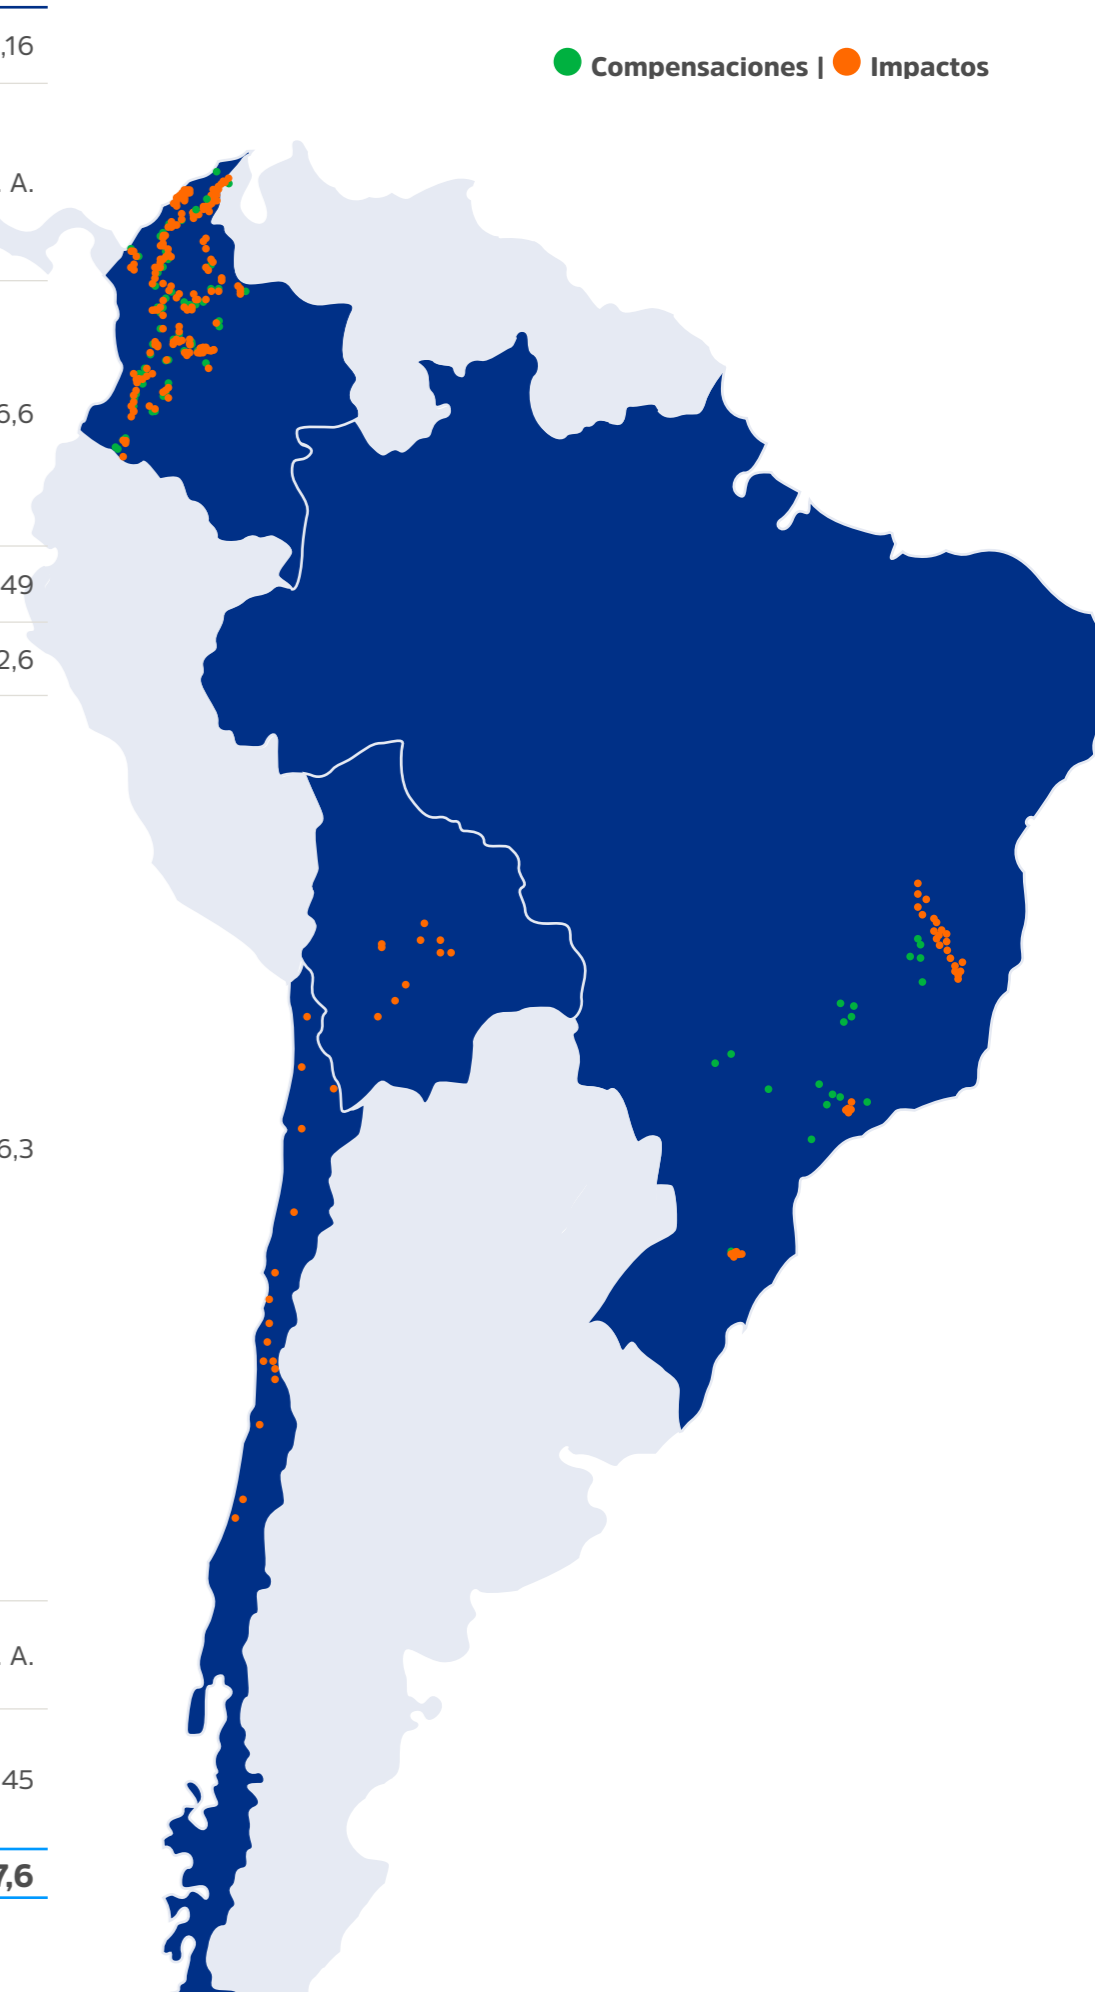 ,16
Compensaciones | Impactos
A.
6,6
49
2,6
6,3
A.
45
7,6